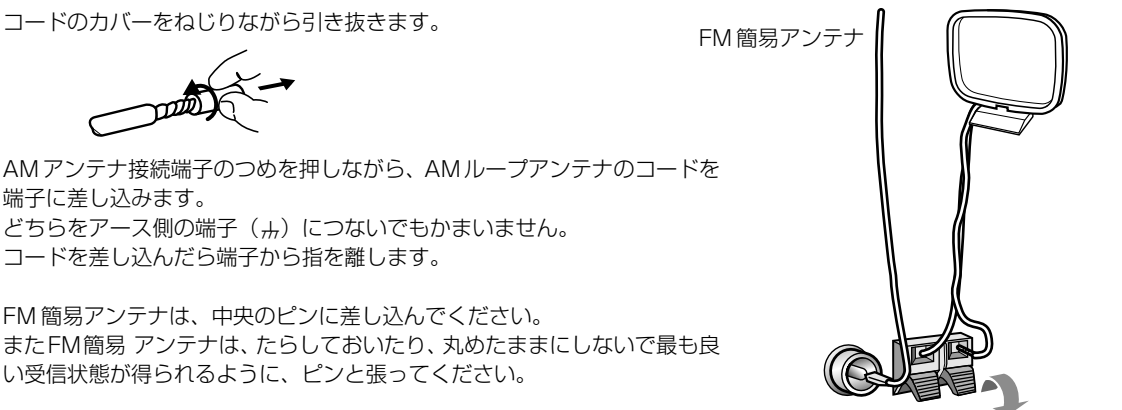 コードのカバーをねじりながら引き抜きます。
FM 簡易アンテナ
AMアンテナ接続端子のつめを押しながら、AMループアンテナのコードを
端子に差し込みます。
どちらをアース側の端子（⏚）につないでもかまいません。
コードを差し込んだら端子から指を離します。
FM 簡易アンテナは、中央のピンに差し込んでください。
またFM簡易 アンテナは、たらしておいたり、丸めたままにしないで最も良
い受信状態が得られるように、ピンと張ってください。